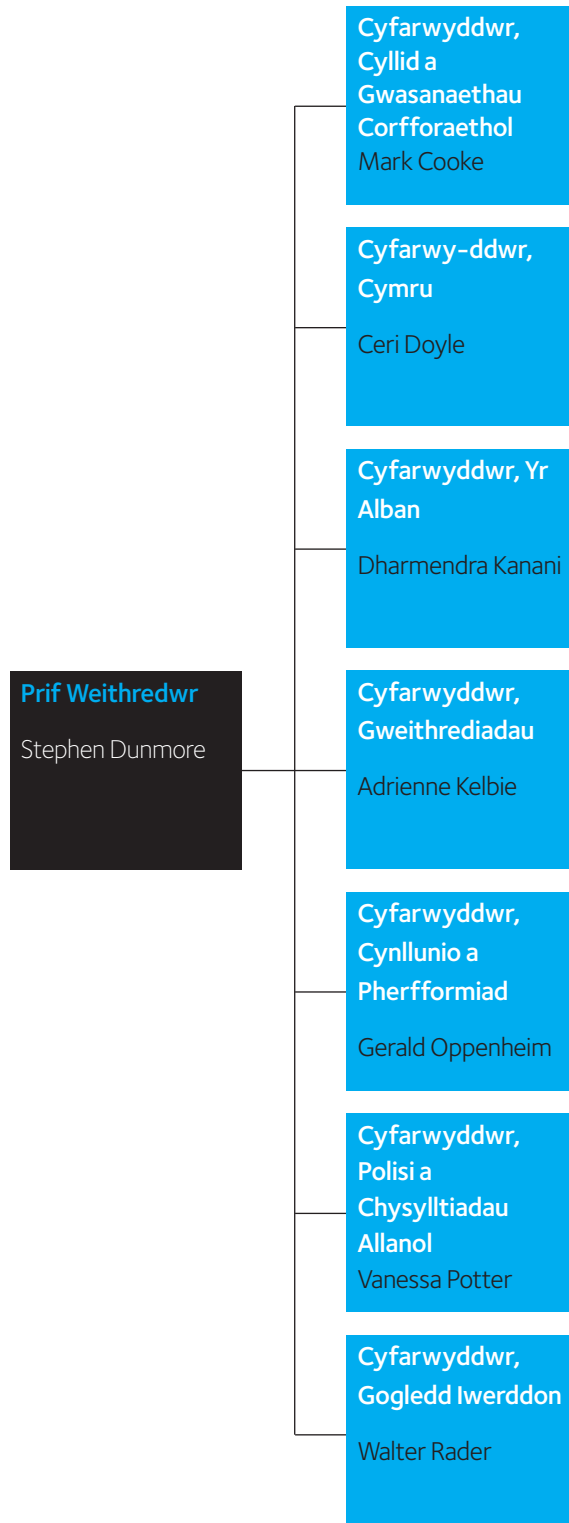 Cyfarwyddwr,
Cyllid a
Gwasanaethau
Corfforaethol
Mark Cooke
Cyfarwy-ddwr,
Cymru
Ceri Doyle
Cyfarwyddwr, Yr
Alban
Dharmendra Kanani
Prif Weithredwr
Stephen Dunmore
Cyfarwyddwr,
Gweithrediadau
Adrienne Kelbie
Cyfarwyddwr,
Cynllunio a
Pherfformiad
Gerald Oppenheim
Cyfarwyddwr,
Polisi a
Chysylltiadau
Allanol
Vanessa Potter
Cyfarwyddwr,
Gogledd Iwerddon
Walter Rader